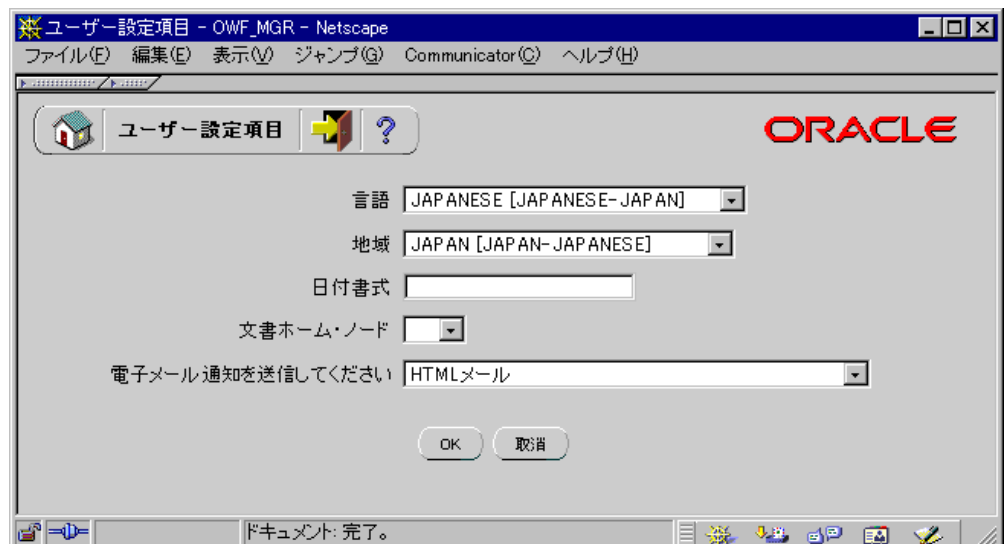 ユーザー設定項目 - OWF_MGR - Netscape
ファイル(F) 編集(E) 表示(V) ジャンプ(G) Communicator(C) ヘルプ(H)
ユーザー設定項目 ?
ORACLE
言語 JAPANESE [JAPANESE-JAPAN]
地域 JAPAN [JAPAN-JAPANESE]
日付書式
文書ホーム・ノード
電子メール通知を送信してください HTMLメール
OK 取消
ドキュメント: 完了。